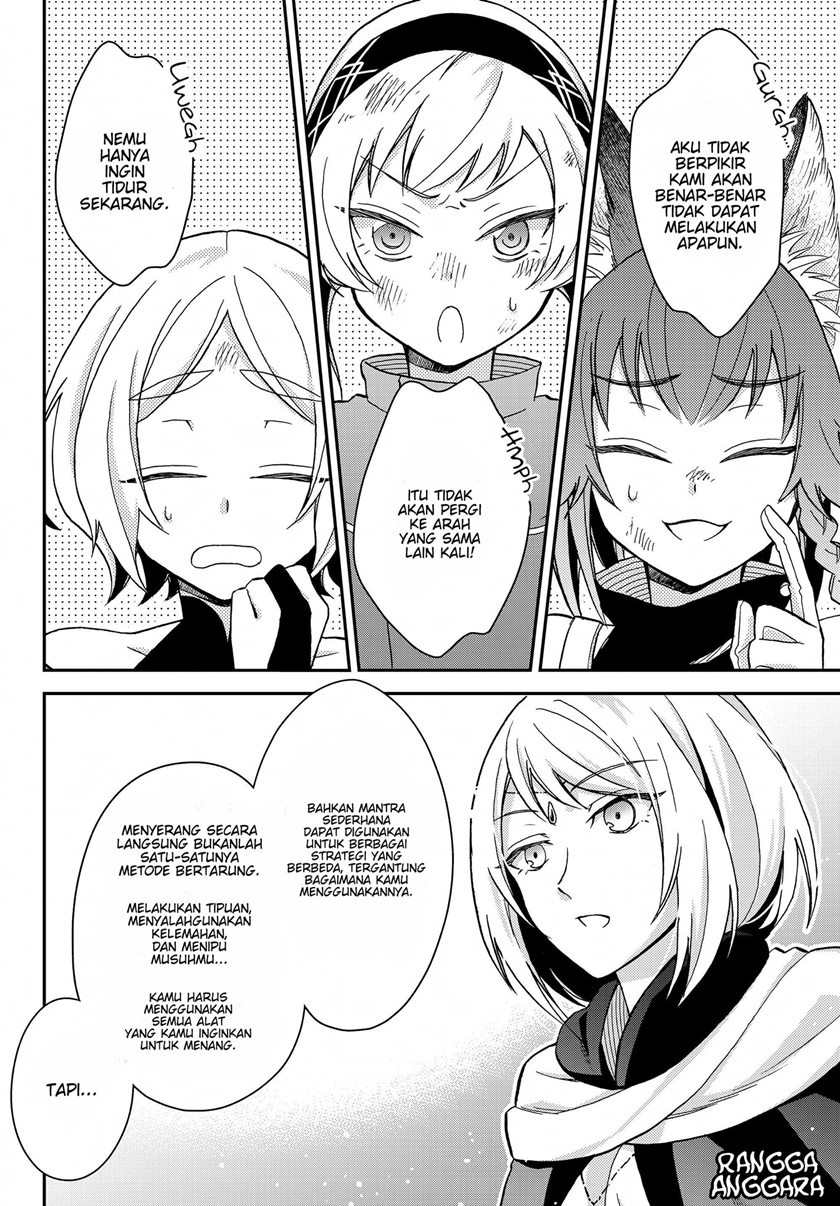 Gurgh
AKU TIDAK
BERPIKIR
KAMI AKAN
BENAR-BENAR
TIDAK DAPAT
MELAKUKAN
APAPUN.
Hmph
ITU TIDAK
AKAN PERGI
KE ARAH
YANG SAMA
LAIN KALI!
Uwegh
NEMU
HANYA
INGIN
TIDUR
SEKARANG.
BAHKAN MANTRA
SEDERHANA
DAPAT DIGUNAKAN
UNTUK BERBAGAI
STRATEGI YANG
BERBEDA, TERGANTUNG
BAGAIMANA KAMU
MENGGUNAKANNYA.
MENYERANG SECARA
LANGSUNG BUKANLAH
SATU-SATUNYA
METODE BERTARUNG.
MELAKUKAN TIPUAN,
MENYALAHGUNAKAN
KELEMAHAN,
DAN MENIPU
MUSUHMU...
KAMU HARUS
MENGGUNAKAN
SEMUA ALAT
YANG KAMU INGINKAN
UNTUK MENANG.
TAPI...
RANGGA
ANGGARA